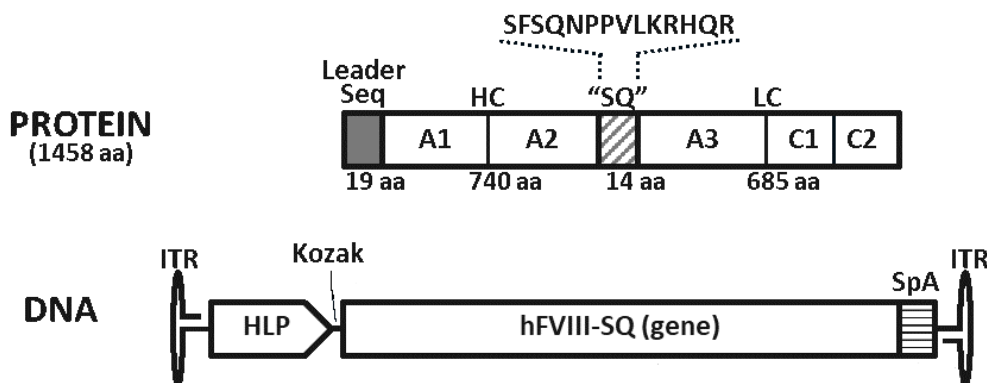 SFSQNPPVLKRHQR
Leader
Seq
HC
“SQ”
LC
PROTEIN
(1458 aa)
A1
A2
A3
C1
C2
19 aa
740 aa
14 aa
685 aa
ITR
Kozak
ITR
SpA
DNA
HLP
hFVIII-SQ (gene)